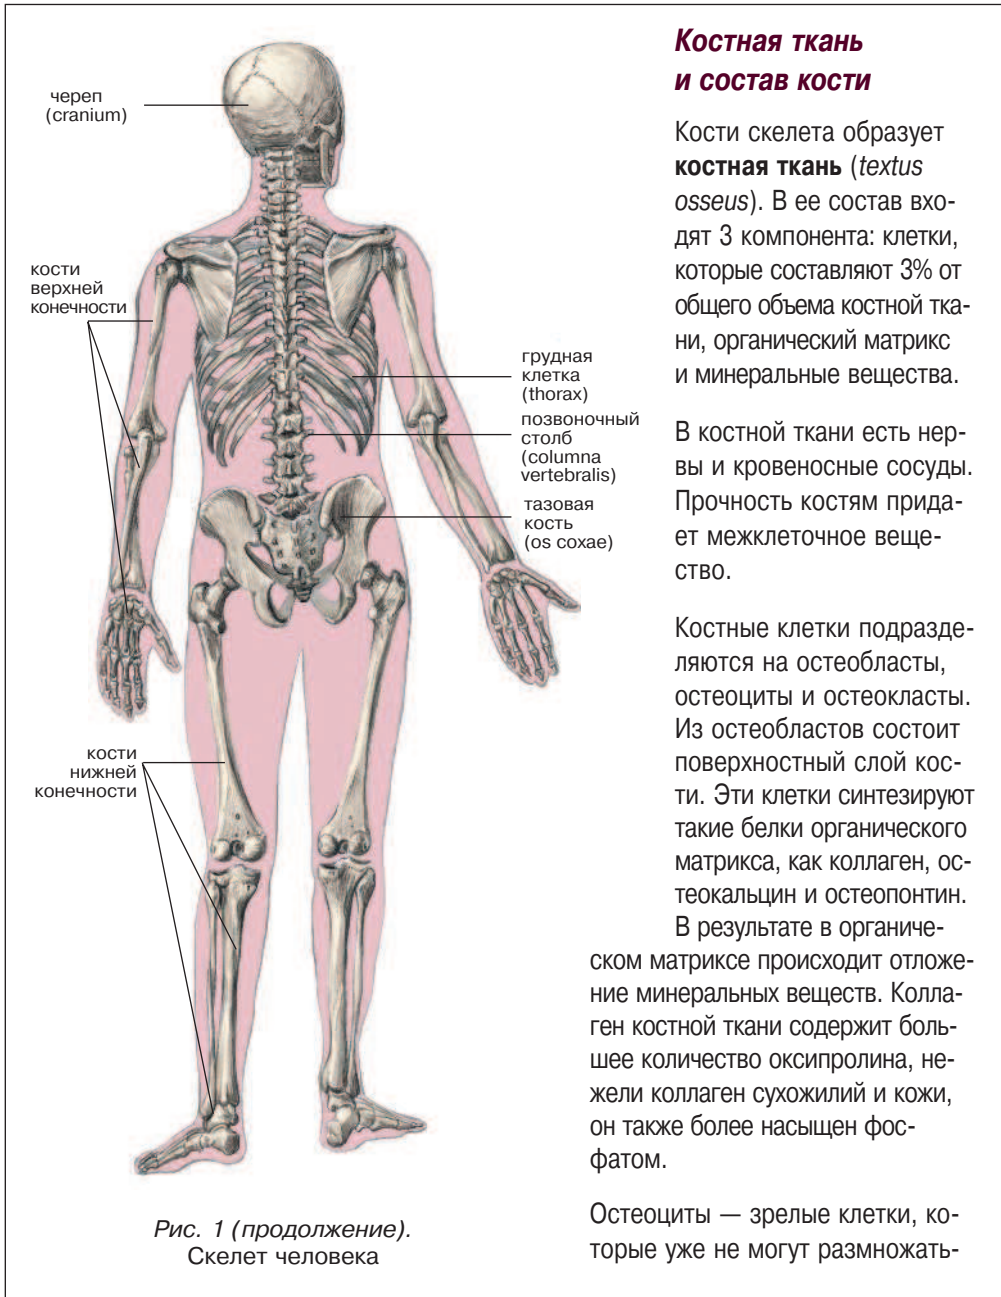 Костная ткань
и состав кости
Кости скелета образует
костная ткань (textus
osseus). В ее состав вхо-
дят 3 компонента: клетки,
которые составляют 3% от
общего объема костной тка-
ни, органический матрикс
и минеральные вещества.
В костной ткани есть нер-
вы и кровеносные сосуды.
Прочность костям прида-
ет межклеточное веще-
ство.
Костные клетки подразде-
ляются на остеобласты,
остеоциты и остеокласты.
Из остеобластов состоит
поверхностный слой кос-
ти. Эти клетки синтезируют
такие белки органического
матрикса, как коллаген, ос-
теокальцин и остеопонтин.
В результате в органиче-
ском матриксе происходит отложе-
ние минеральных веществ. Колла-
ген костной ткани содержит боль-
шее количество оксипролина, не-
жели коллаген сухожилий и кожи,
он также более насыщен фос-
фатом.
Остеоциты — зрелые клетки, ко-
торые уже не могут размножать-
череп
(cranium)
кости
верхней
конечности
грудная
клетка
(thorax)
позвоночный
столб
(columna
vertebralis)
тазовая
кость
(os coxae)
кости
нижней
конечности
Рис. 1 (продолжение).
Скелет человека